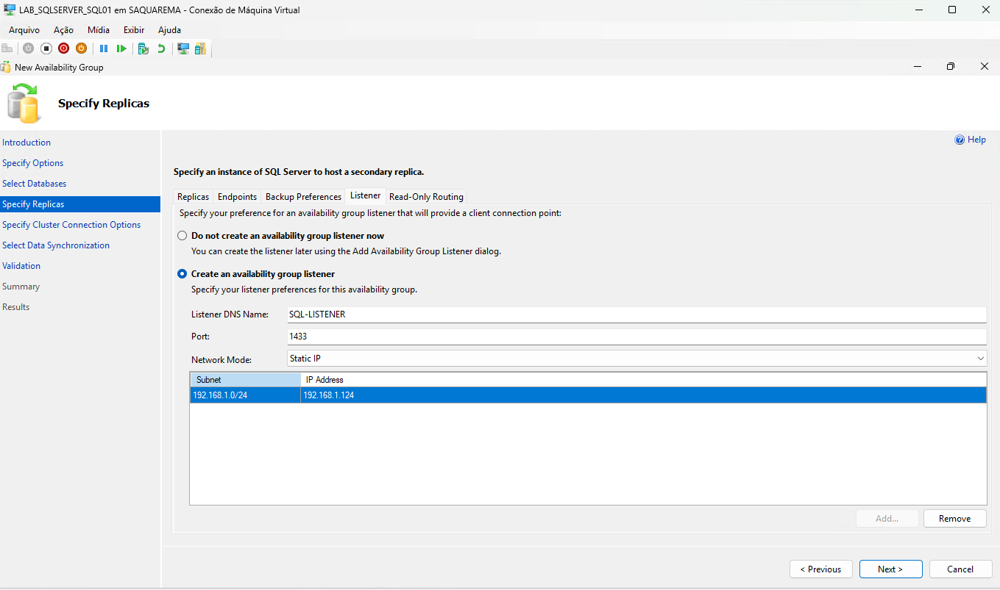 LAB_SQLSERVER_SQL01 em SAQUAREMA - Conexão de Máquina Virtual
Arquivo Ação Mídia Exibir Ajuda
New Availability Group
Specify Replicas
Introduction
Specify Options
Select Databases
Specify Replicas
Specify Cluster Connection Options
Select Data Synchronization
Validation
Summary
Results
Help
Specify an instance of SQL Server to host a secondary replica.
Replicas Endpoints Backup Preferences Listener Read-Only Routing
Specify your preference for an availability group listener that will provide a client connection point:
Do not create an availability group listener now
You can create the listener later using the Add Availability Group Listener dialog.
Create an availability group listener
Specify your listener preferences for this availability group.
Listener DNS Name: SQL-LISTENER
Port: 1433
Network Mode: Static IP
Subnet IP Address
192.168.1.0/24 192.168.1.124
Add... Remove
< Previous Next > Cancel